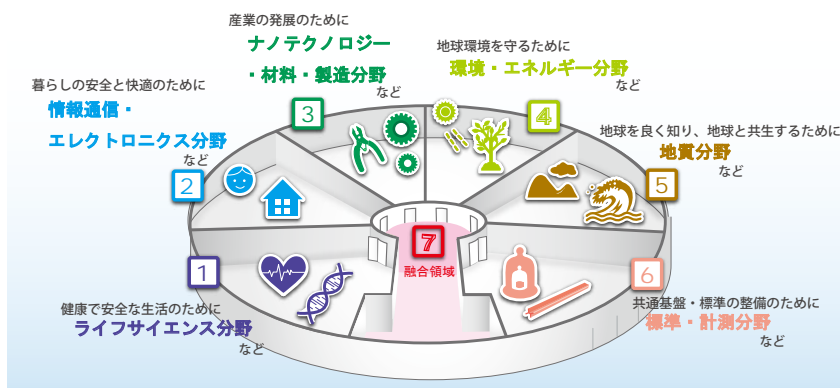 産業の発展のために
ナノテクノロジー
・材料・製造分野
など
3
地球環境を守るために
環境・エネルギー分野
など
4
暮らしの安全と快適のために
情報通信・
エレクトロニクス分野
など
2
地球を良く知り、地球と共生するために
地質分野
など
5
7
融合領域
1
健康で安全な生活のために
ライフサイエンス分野
など
6
共通基盤・標準の整備のために
標準・計測分野
など